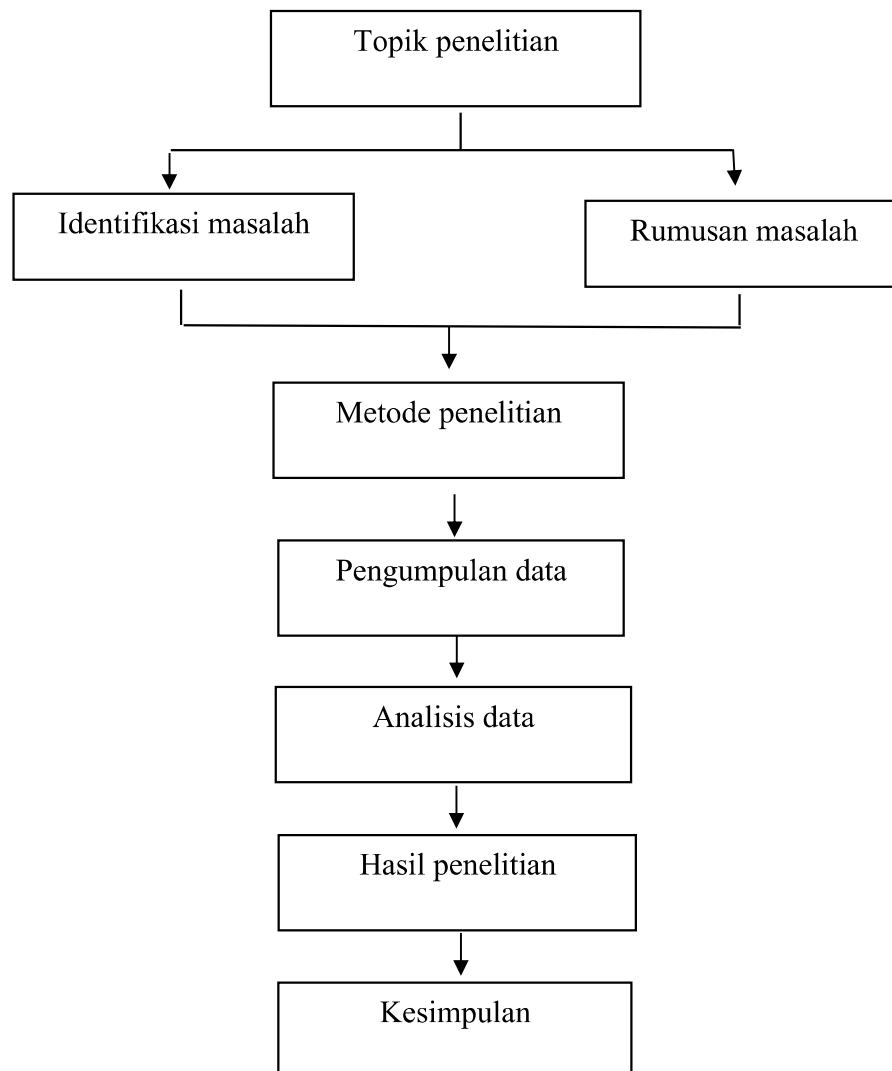 Topik penelitian
Identifikasi masalah
Rumusan masalah
Metode penelitian
Pengumpulan data
Analisis data
Hasil penelitian
Kesimpulan